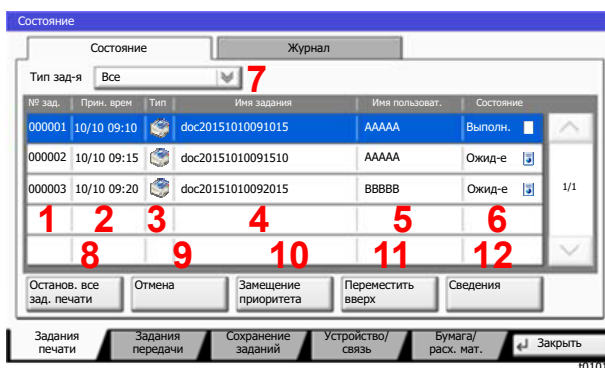 Состояние
Состояние Журнал
Тип зад-я Все 7
№ зад. Прин. врем Тип Имя задания Имя пользоват. Состояние
000001 10/10 09:10 doc20151010091015 AAAAA Выполн.
000002 10/10 09:15 doc20151010091510 AAAAA Ожид-е
000003 10/10 09:20 doc20151010092015 BBBBB Ожид-е 1/1
1 2 3 4 5 6
8 9 10 11 12
Останов. все зад. печати
Отмена
Замещение приоритета
Переместить вверх
Сведения
Задания печати
Задания передачи
Сохранение заданий
Устройство/ связь
Бумага/ расх. мат.
Закрыть